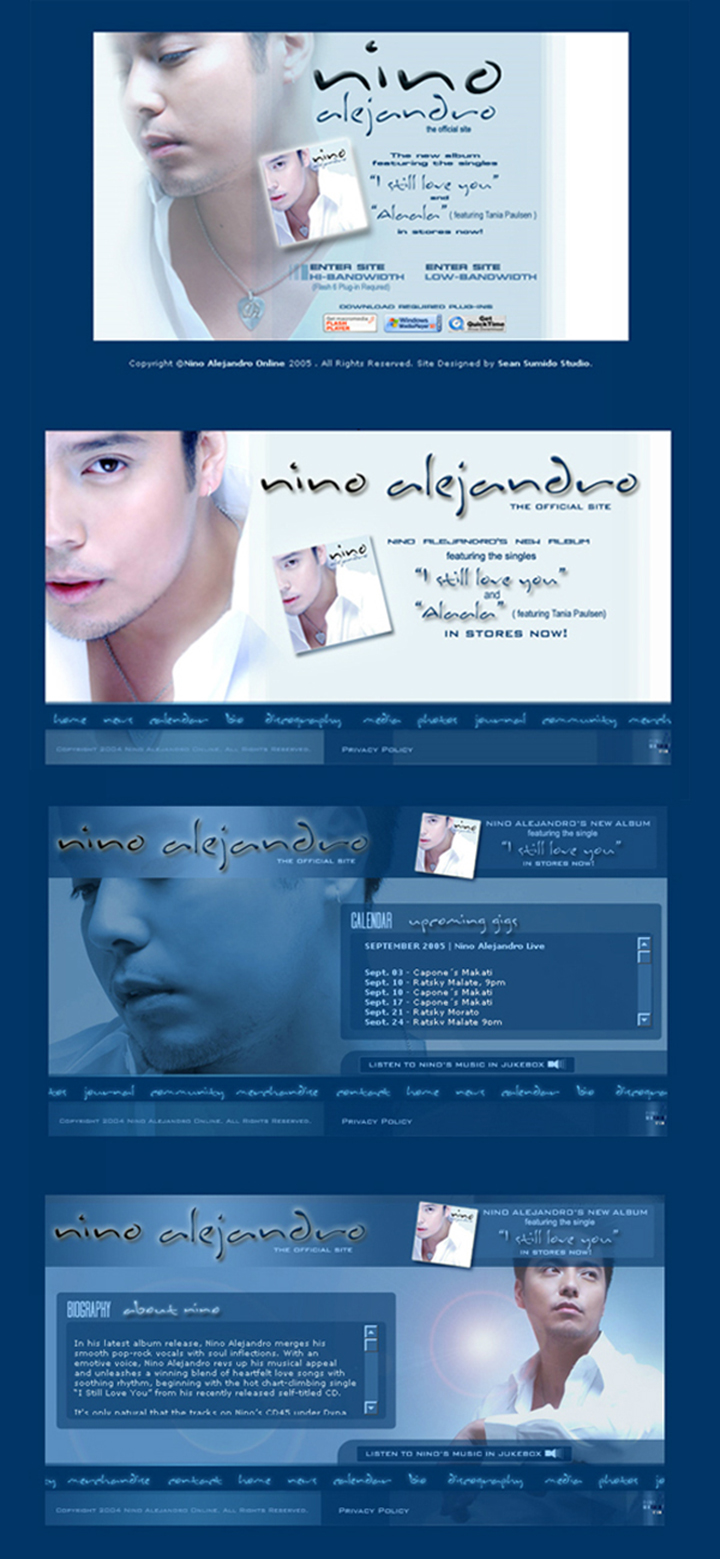 nino
alejandro
the official site
nino
The new album
featuring the singles
"I still love you"
and
"Alaala" ( featuring Tania Paulsen )
in stores now!
ENTER SITE
HI-BANDWIDTH
(Flash 6 Plug-in Required)
ENTER SITE
LOW-BANDWIDTH
DOWNLOAD REQUIRED PLUG-INS
Get macromedia
FLASH
PLAYER
Windows
MediaPlayer
Get
QuickTime
Copyright ©Nino Alejandro Online 2005 . All Rights Reserved. Site Designed by Sean Sumido Studio.
nino alejandro
THE OFFICIAL SITE
nino
NINO ALEJANDRO'S NEW ALBUM
featuring the singles
"I still love you"
and
"Alaala" ( featuring Tania Paulsen)
IN STORES NOW!
home news calendar bio discography media photos journal community merch
COPYRIGHT 2004 NINO ALEJANDRO ONLINE, ALL RIGHTS RESERVED. PRIVACY POLICY
nino alejandro
THE OFFICIAL SITE
nino
NINO ALEJANDRO'S NEW ALBUM
featuring the single
"I still love you"
IN STORES NOW!
CALENDAR upcoming gigs
SEPTEMBER 2005 | Nino Alejandro Live
Sept. 03 - Capone's Makati
Sept. 10 - Ratsky Malate, 9pm
Sept. 10 - Capone's Makati
Sept. 17 - Capone's Makati
Sept. 21 - Ratsky Morato
Sept. 24 - Ratsky Malate 9pm
LISTEN TO NINO'S MUSIC IN JUKEBOX
tos journal community merchandise contact home news calendar bio discogra
COPYRIGHT 2004 NINO ALEJANDRO ONLINE, ALL RIGHTS RESERVED. PRIVACY POLICY
nino alejandro
THE OFFICIAL SITE
nino
NINO ALEJANDRO'S NEW ALBUM
featuring the single
"I still love you"
IN STORES NOW!
BIOGRAPHY about nino
In his latest album release, Nino Alejandro merges his
smooth pop-rock vocals with soul inflections. With an
emotive voice, Nino Alejandro revs up his musical appeal
and unleashes a winning blend of heartfelt love songs with
soothing rhythm, beginning with the hot chart-climbing single
"I Still Love You" from his recently released self-titled CD.
It's only natural that the tracks on Nino's CD45 under Dyna
LISTEN TO NINO'S MUSIC IN JUKEBOX
ty merchandise contact home news calendar bio discography media photos jo
COPYRIGHT 2004 NINO ALEJANDRO ONLINE, ALL RIGHTS RESERVED. PRIVACY POLICY